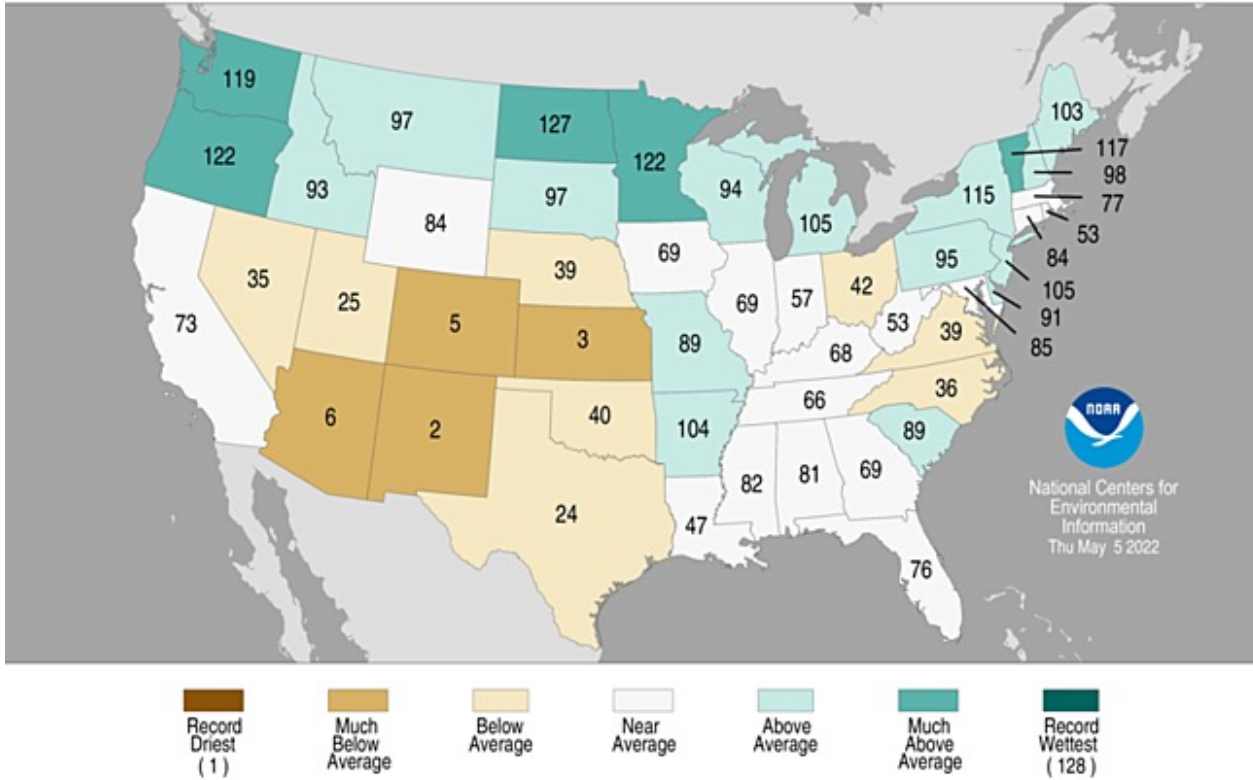 119
97
127
122
103
117
98
77
53
84
105
91
85
122
93
84
97
94
105
115
95
69
39
35
25
5
3
73
69
57
42
53
39
89
68
36
66
6
2
40
104
89
82
81
69
24
47
76
NOAA
National Centers for
Environmental
Information
Thu May 5 2022
Record
Driest
(1)
Much
Below
Average
Below
Average
Near
Average
Above
Average
Much
Above
Average
Record
Wettest
(128)